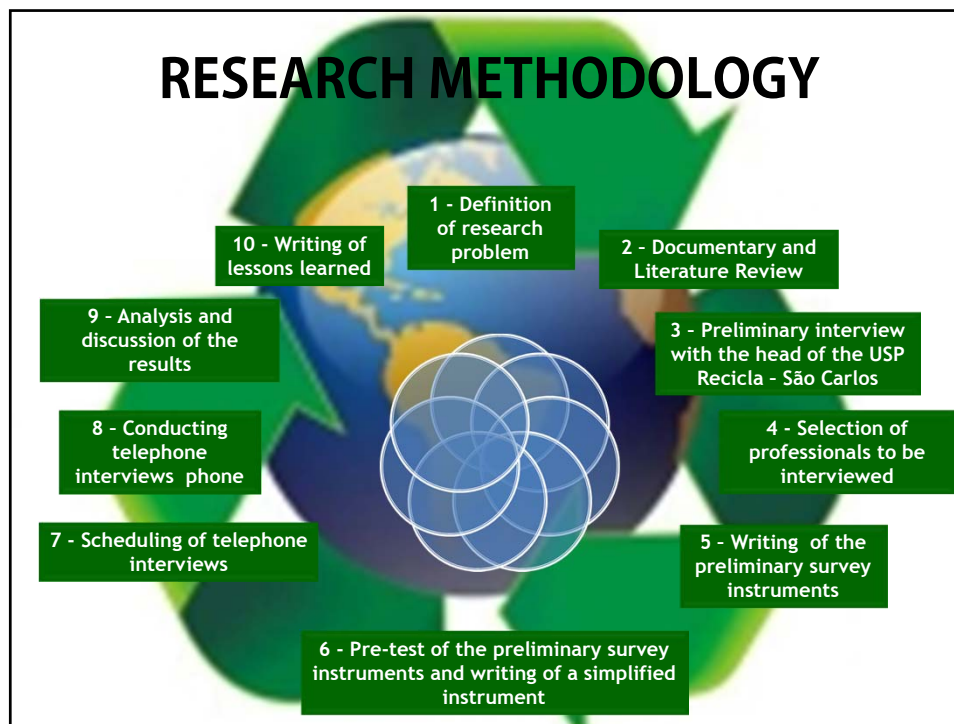 RESEARCH METHODOLOGY
1 - Definition
of research
problem
2 – Documentary and
Literature Review
3 – Preliminary interview
with the head of the USP
Recicla – São Carlos
4 - Selection of
professionals to be
interviewed
5 – Writing of the
preliminary survey
instruments
6 - Pre-test of the preliminary survey
instruments and writing of a simplified
instrument
7 - Scheduling of telephone
interviews
8 – Conducting
telephone
interviews phone
9 – Analysis and
discussion of the
results
10 - Writing of
lessons learned